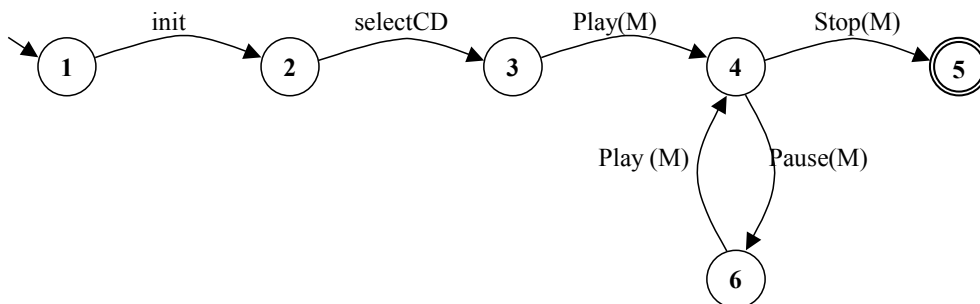 init
selectCD
Play(M)
Stop(M)
1
2
3
4
5
Play (M)
Pause(M)
6